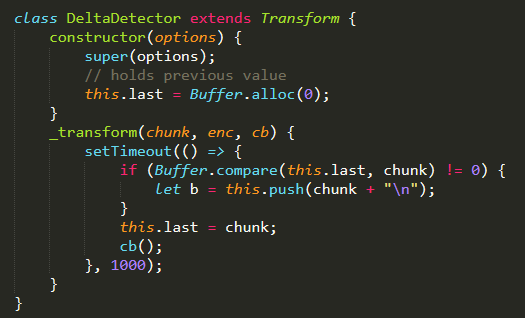 class DeltaDetector extends Transform {
    constructor(options) {
        super(options);
        // holds previous value
        this.last = Buffer.alloc(0);
    }
    _transform(chunk, enc, cb) {
        setTimeout(() => {
            if (Buffer.compare(this.last, chunk) != 0) {
                let b = this.push(chunk + "\n");
            }
            this.last = chunk;
            cb();
        }, 1000);
    }
}